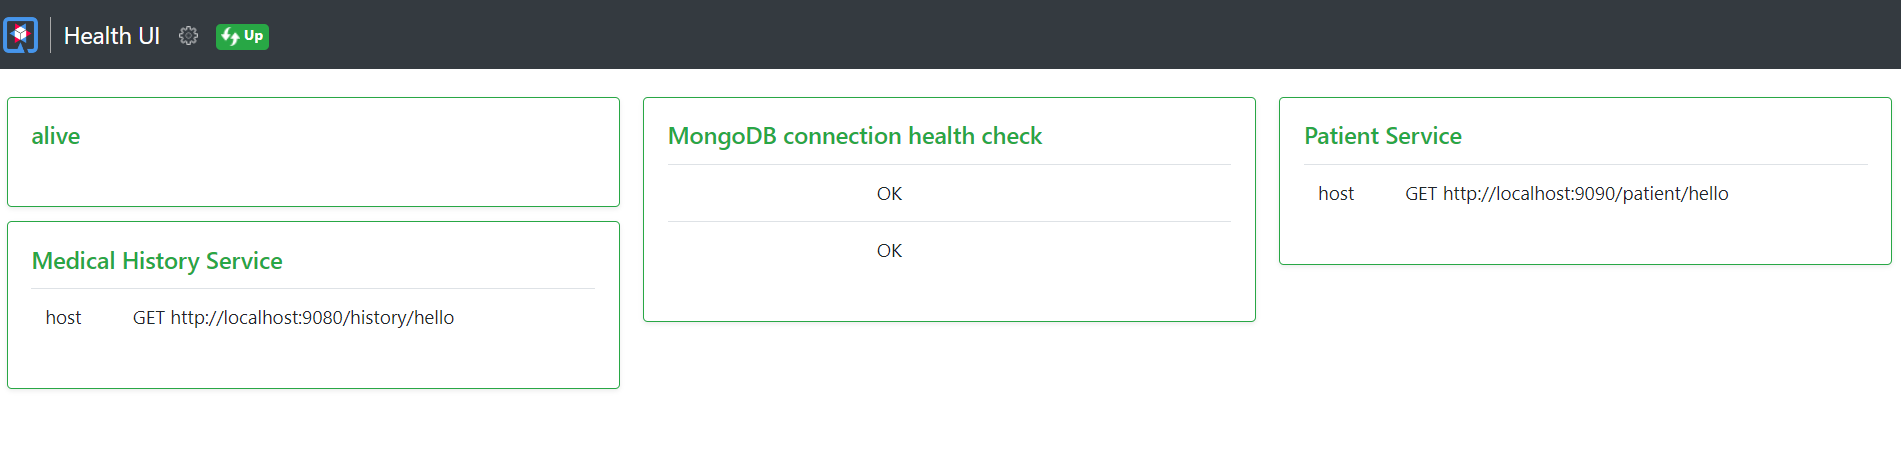 Health UI
Up
alive
MongoDB connection health check
OK
OK
Patient Service
host GET http://localhost:9090/patient/hello
Medical History Service
host GET http://localhost:9080/history/hello